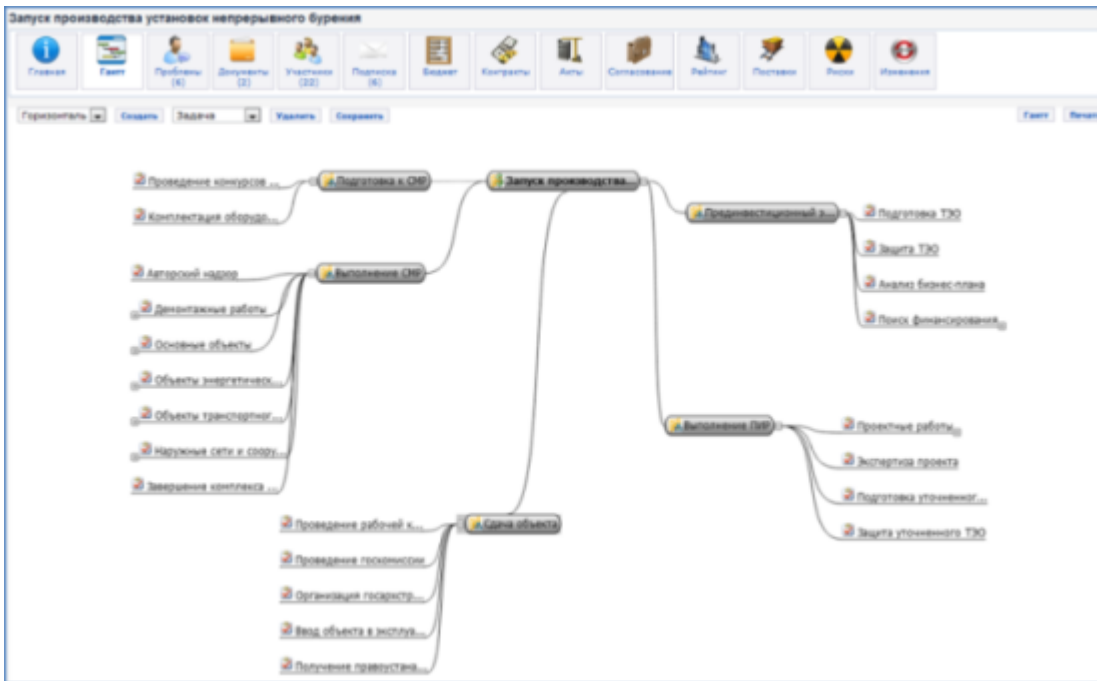 Запуск производства установок непрерывного бурения
Главная
Гантт
Проблемы (6)
Документы (2)
Участники (22)
Подписка (6)
Бюджет
Контракты
Акты
Согласование
Рейтинг
Поставки
Риски
Изменения
Горизонталь Создать Задача Удалить Сохранить Гантт Печат
Запуск производства...
Подготовка к СМР
Проведение конкурсов ...
Комплектация оборудо...
Выполнение СМР
Авторский надзор
Демонтажные работы
Основные объекты
Объекты энергетическ...
Объекты транспортног...
Наружные сети и соору...
Завершение комплекса ...
Сдача объекта
Проведение рабочей к...
Проведение госкомиссии
Организация госархстр...
Ввод объекта в эксплуа...
Получение правоустана...
Прединвестиционный э...
Подготовка ТЭО
Защита ТЭО
Анализ бизнес-плана
Поиск финансирования
Выполнение ПИР
Проектные работы
Экспертиза проекта
Подготовка уточненног...
Защита уточненного ТЭО